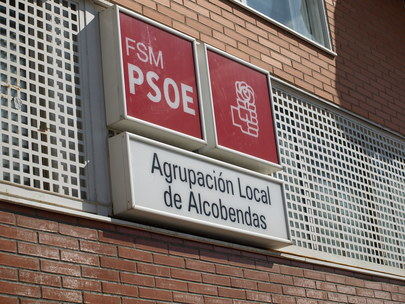 FSM
PSOE
Agrupación Local
de Alcobendas